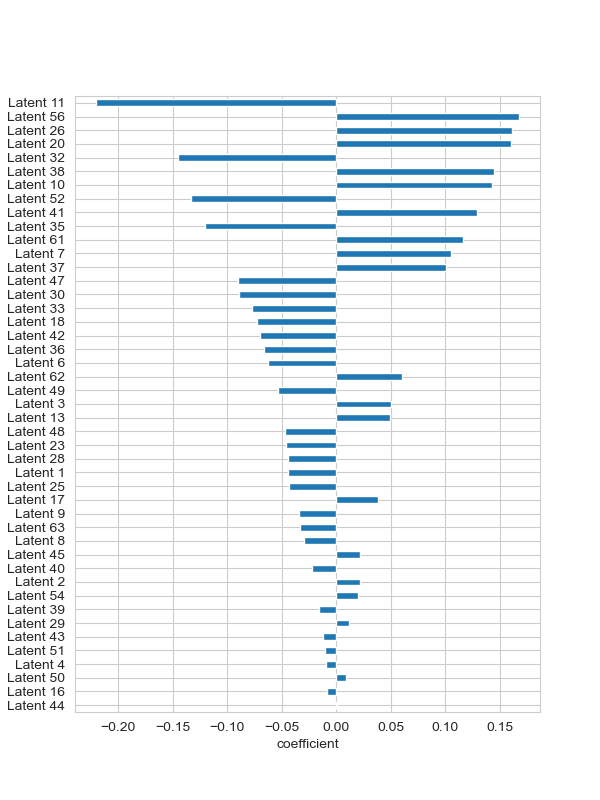 Latent 11
Latent 56
Latent 26
Latent 20
Latent 32
Latent 38
Latent 10
Latent 52
Latent 41
Latent 35
Latent 61
Latent 7
Latent 37
Latent 47
Latent 30
Latent 33
Latent 18
Latent 42
Latent 36
Latent 6
Latent 62
Latent 49
Latent 3
Latent 13
Latent 48
Latent 23
Latent 28
Latent 1
Latent 25
Latent 17
Latent 9
Latent 63
Latent 8
Latent 45
Latent 40
Latent 2
Latent 54
Latent 39
Latent 29
Latent 43
Latent 51
Latent 4
Latent 50
Latent 16
Latent 44
−0.20 −0.15 −0.10 −0.05 0.00 0.05 0.10 0.15
coefficient